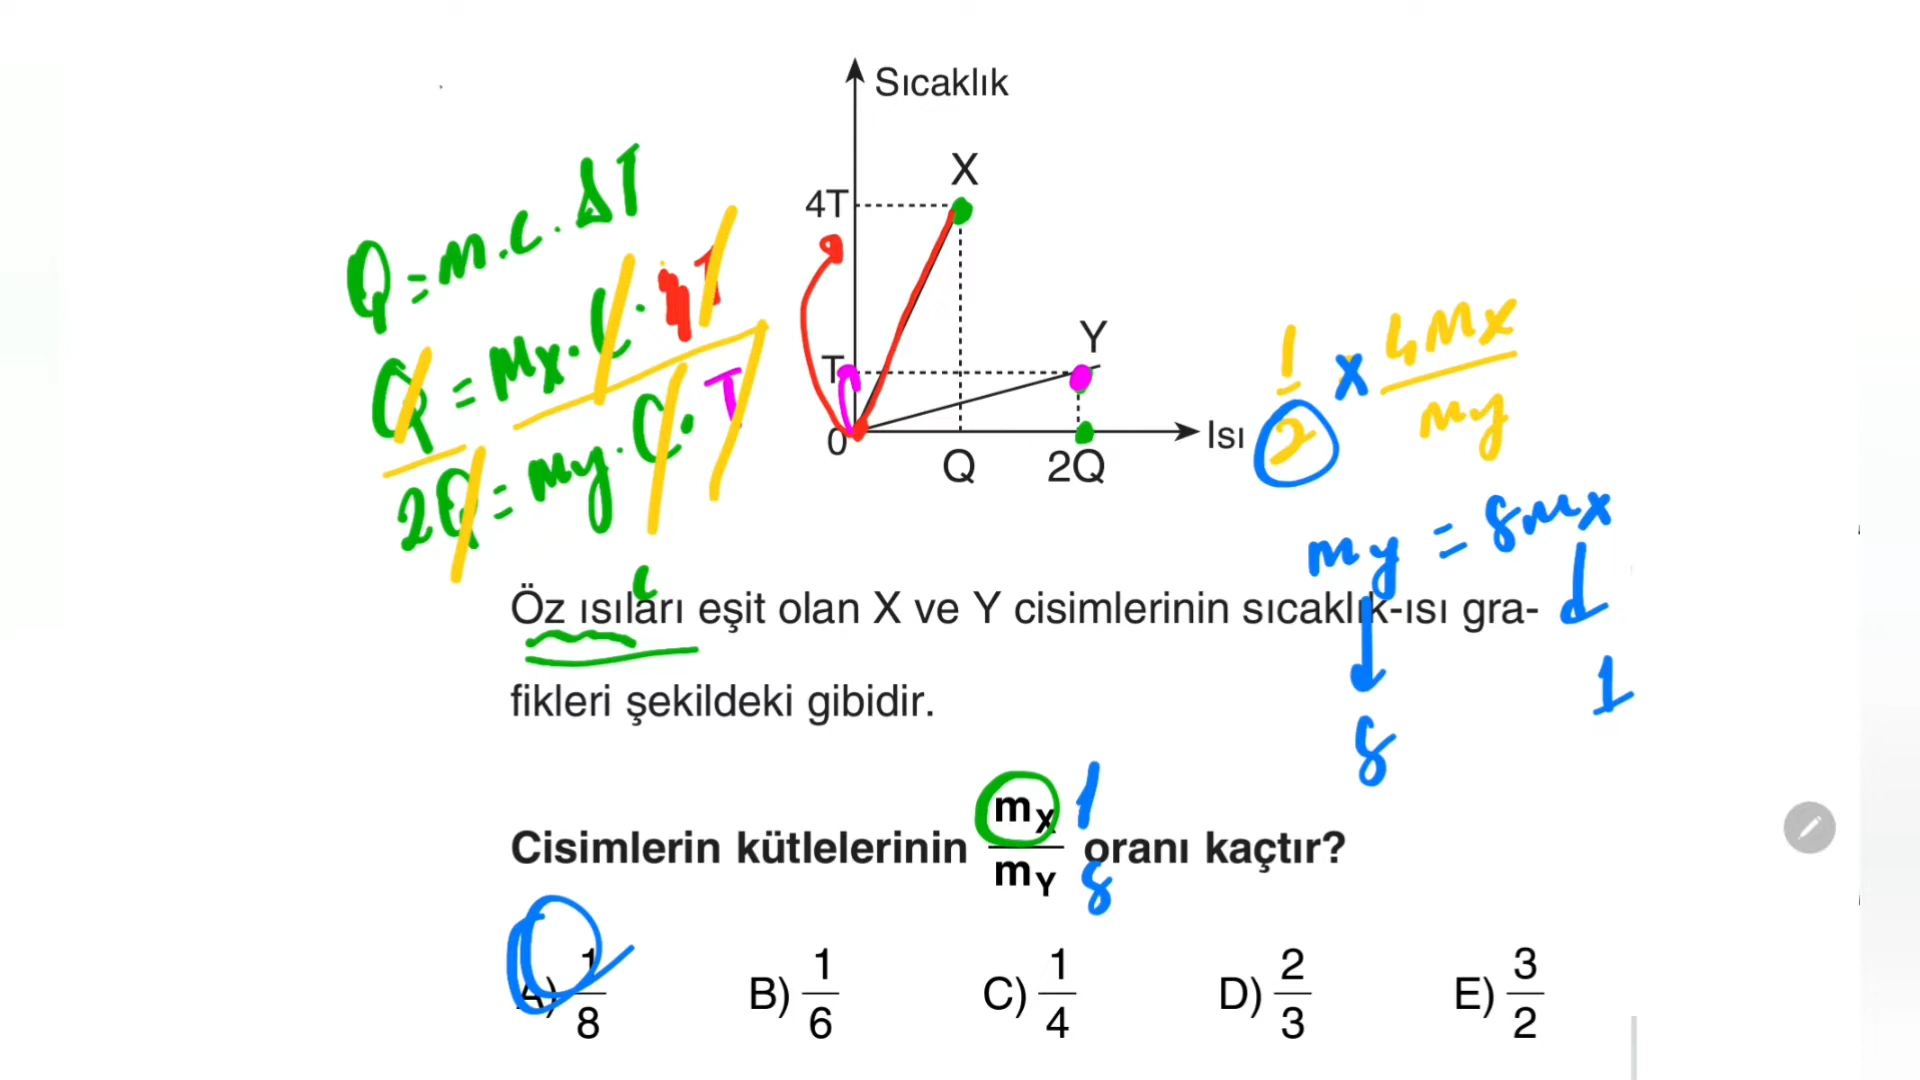 Sıcaklık
X
4T
Y
T
0
Isı
Q
2Q
Q = m.c.ΔT
Q = mx.c.4T
2Q = my.c.T
1/2 x 4mx/my
my = 8mx
8
1
c
Öz ısıları eşit olan X ve Y cisimlerinin sıcaklık-ısı gra-
fikleri şekildeki gibidir.
Cisimlerin kütlelerinin mX/mY oranı kaçtır?
1
8
A) 1/8 B) 1/6 C) 1/4 D) 2/3 E) 3/2